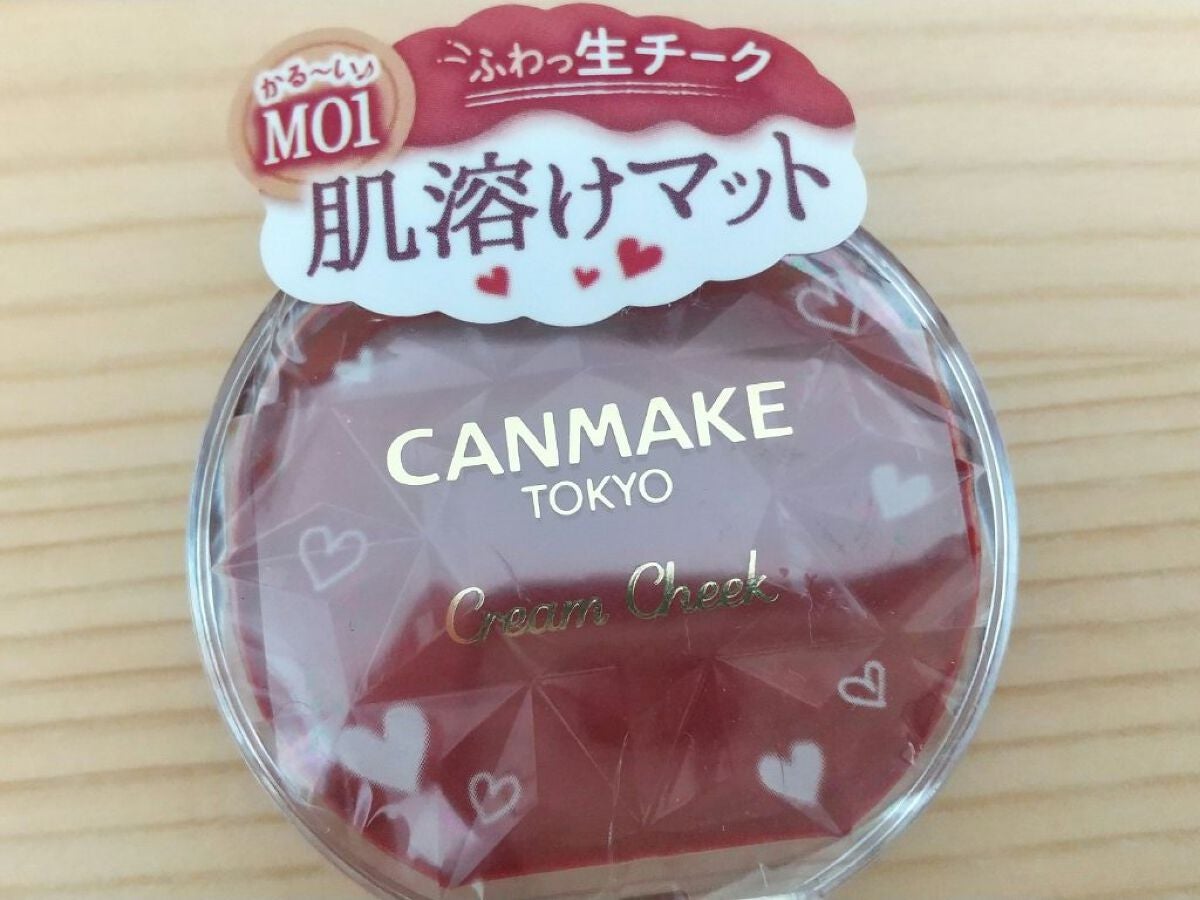 かる〜い♪
M01
ふわっ生チーク
肌溶けマット
CANMAKE
TOKYO
Cream Cheek